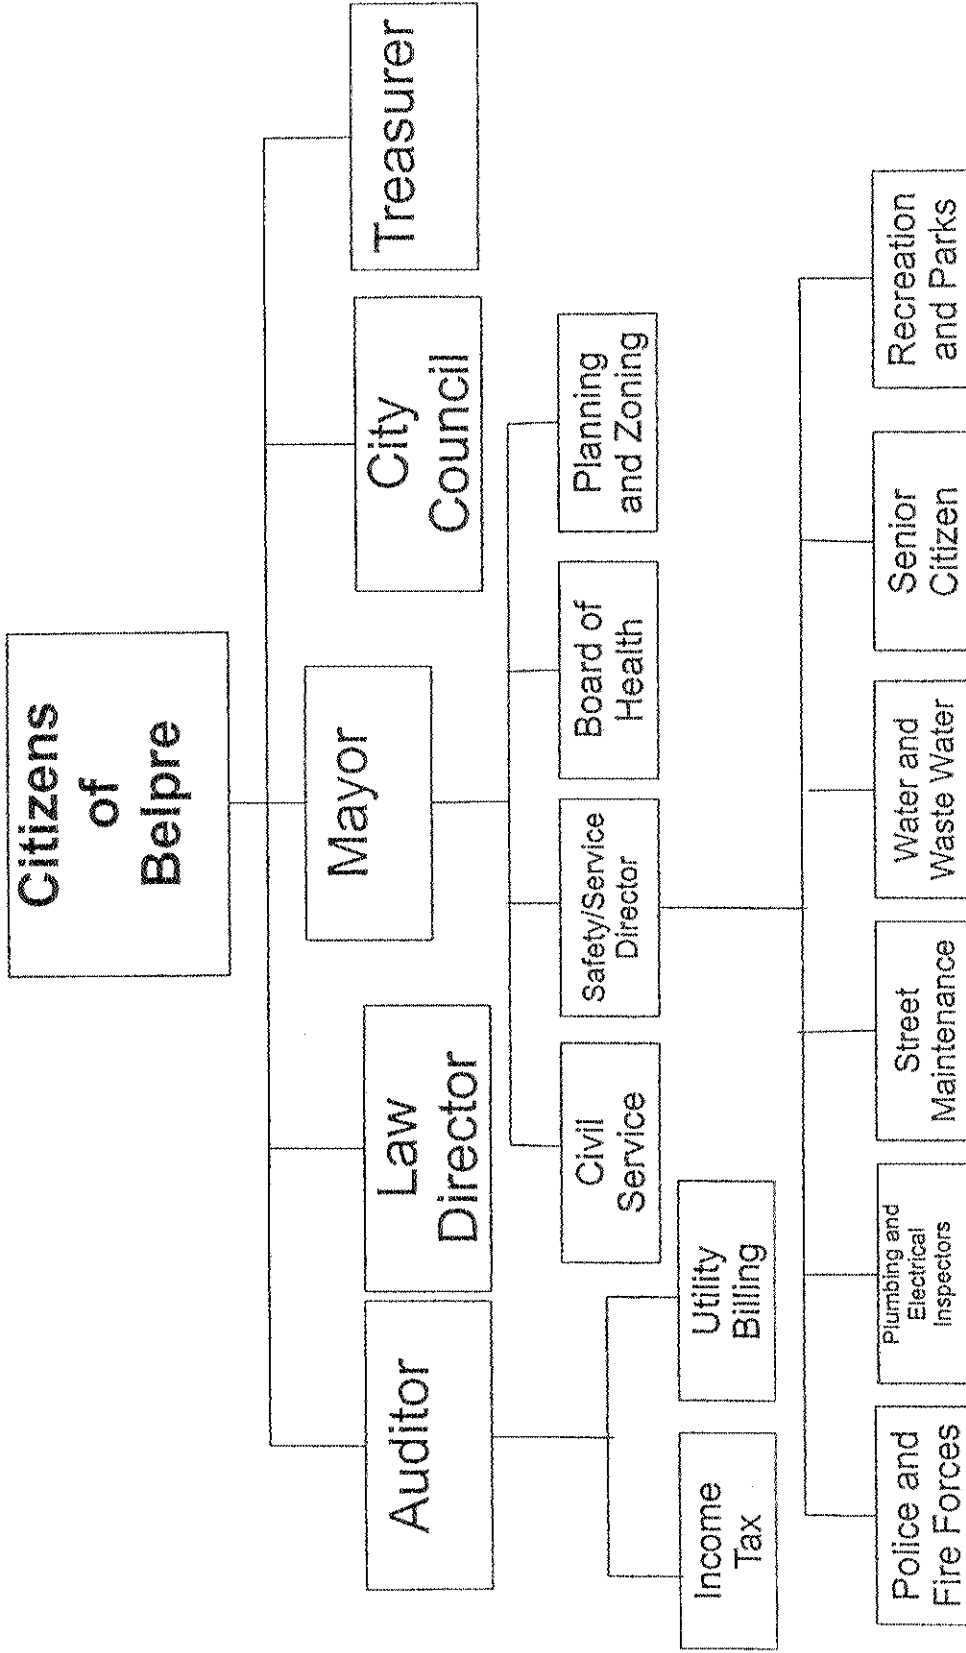 Citizens
of
Belpre
Auditor
Law
Director
Mayor
City
Council
Treasurer
Civil
Service
Safety/Service
Director
Board of
Health
Planning
and Zoning
Income
Tax
Utility
Billing
Police and
Fire Forces
Plumbing and
Electrical
Inspectors
Street
Maintenance
Water and
Waste Water
Senior
Citizen
Recreation
and Parks